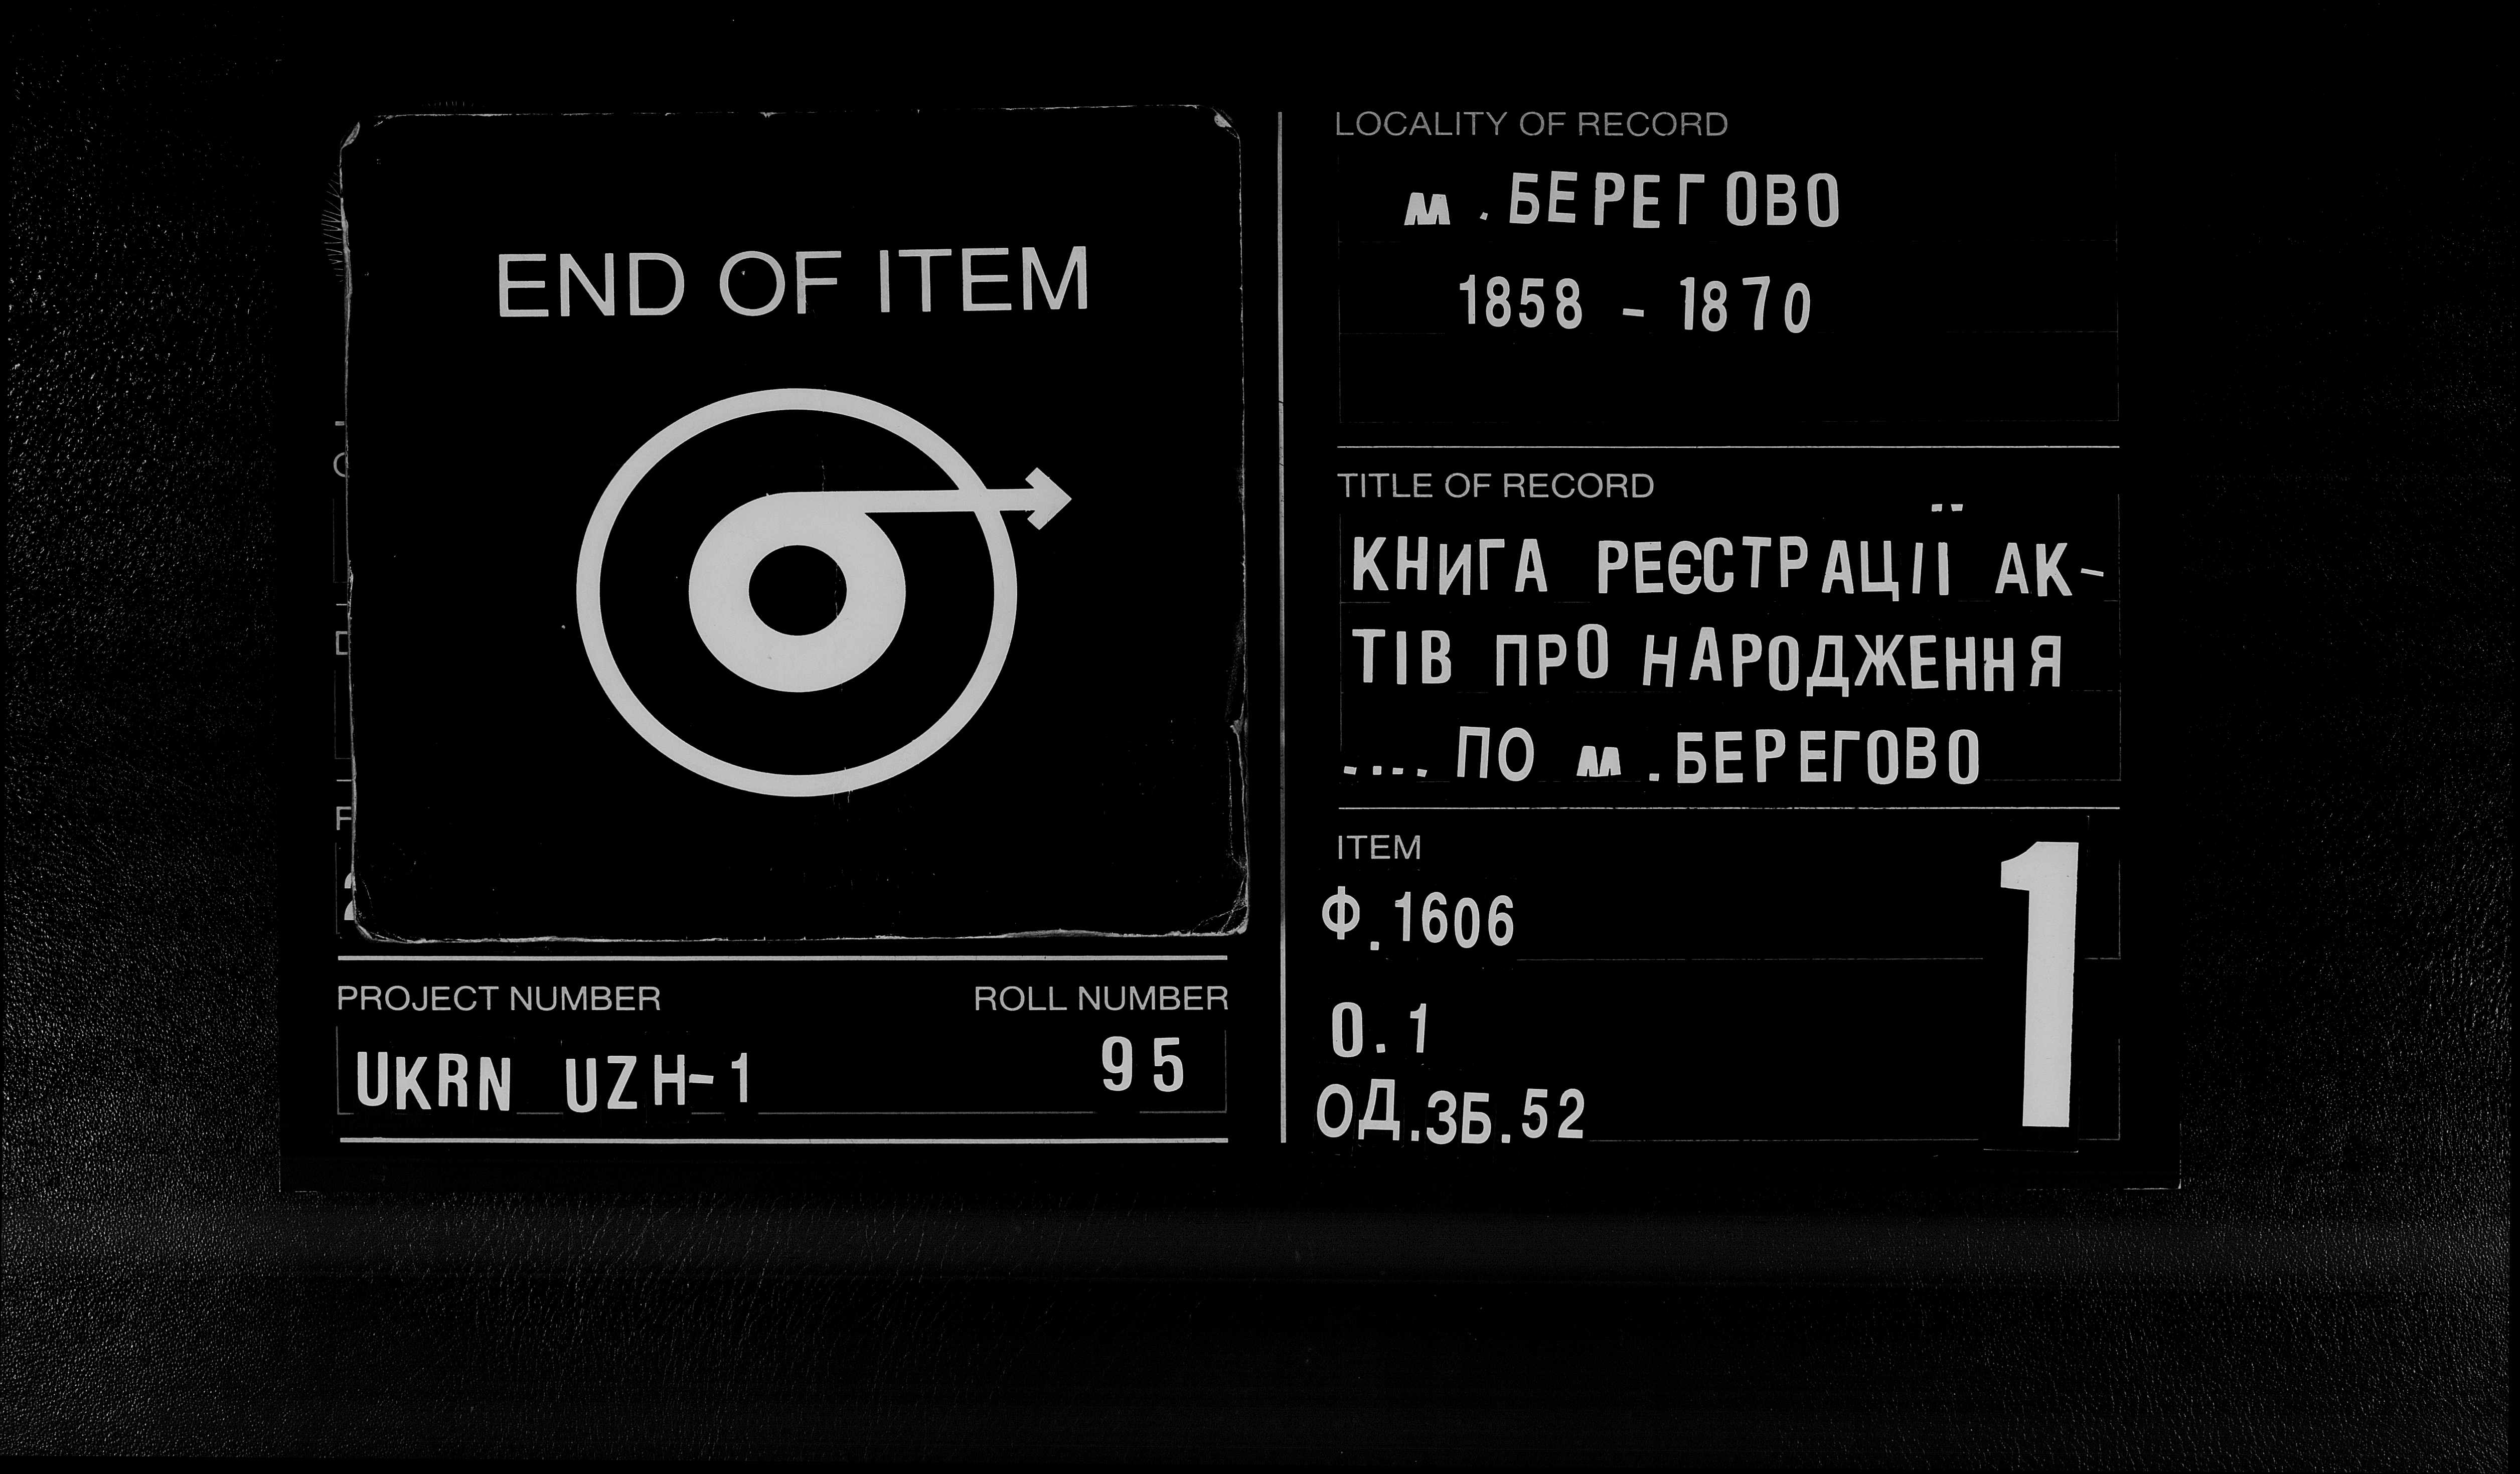 END OF ITEM
PROJECT NUMBER
ROLL NUMBER
UKRN UZH-1
95
LOCALITY OF RECORD
м.БЕРЕГОВО
1858 - 1870
TITLE OF RECORD
КНИГА РЕЄСТРАЦІЇ АК-
ТІВ ПРО НАРОДЖЕННЯ
.... ПО м.БЕРЕГОВО
ITEM
Ф.1606
1
О.1
ОД.ЗБ.52